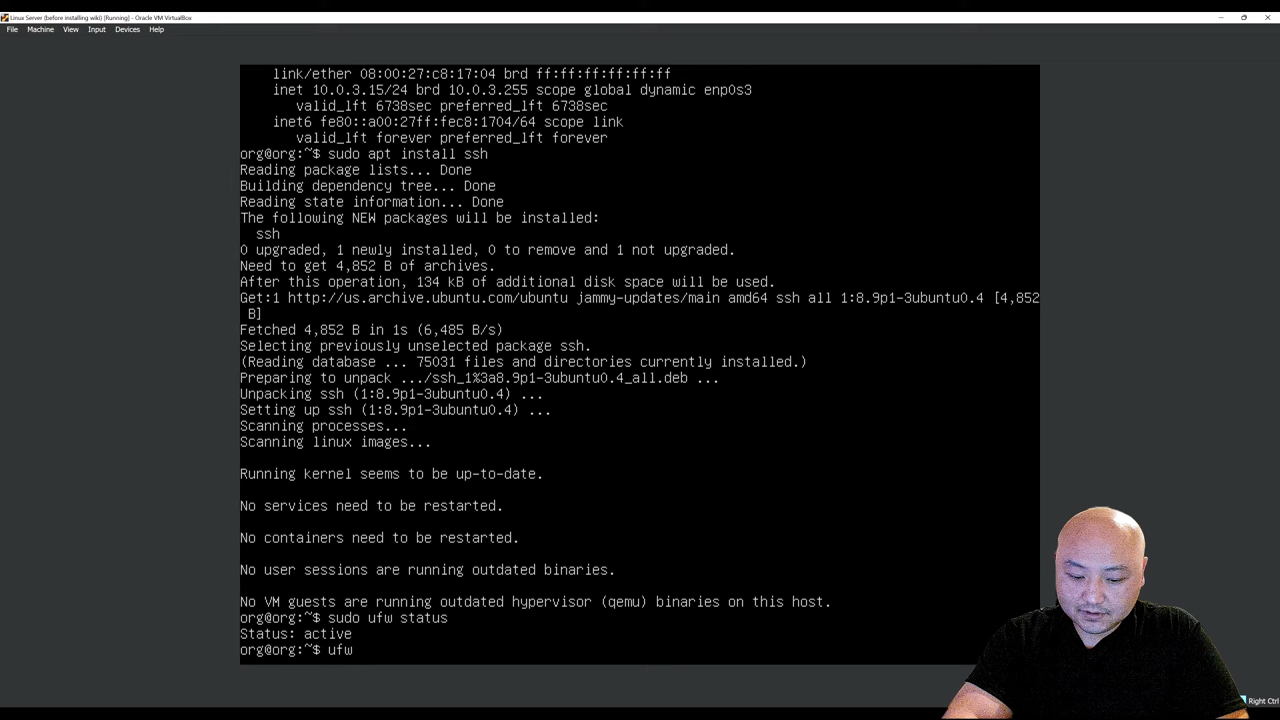 Linux Server (before installing wiki) [Running] - Oracle VM VirtualBox
File Machine View Input Devices Help
link/ether 08:00:27:c8:17:04 brd ff:ff:ff:ff:ff:ff
inet 10.0.3.15/24 brd 10.0.3.255 scope global dynamic enp0s3
valid_lft 6738sec preferred_lft 6738sec
inet6 fe80::a00:27ff:fec8:1704/64 scope link
valid_lft forever preferred_lft forever
org@org:~$ sudo apt install ssh
Reading package lists... Done
Building dependency tree... Done
Reading state information... Done
The following NEW packages will be installed:
ssh
0 upgraded, 1 newly installed, 0 to remove and 1 not upgraded.
Need to get 4,852 B of archives.
After this operation, 134 kB of additional disk space will be used.
Get:1 http://us.archive.ubuntu.com/ubuntu jammy-updates/main amd64 ssh all 1:8.9p1-3ubuntu0.4 [4,852
B]
Fetched 4,852 B in 1s (6,485 B/s)
Selecting previously unselected package ssh.
(Reading database ... 75031 files and directories currently installed.)
Preparing to unpack .../ssh_1%3a8.9p1-3ubuntu0.4_all.deb ...
Unpacking ssh (1:8.9p1-3ubuntu0.4) ...
Setting up ssh (1:8.9p1-3ubuntu0.4) ...
Scanning processes...
Scanning linux images...
Running kernel seems to be up-to-date.
No services need to be restarted.
No containers need to be restarted.
No user sessions are running outdated binaries.
No VM guests are running outdated hypervisor (qemu) binaries on this host.
org@org:~$ sudo ufw status
Status: active
org@org:~$ ufw
Right Ctrl